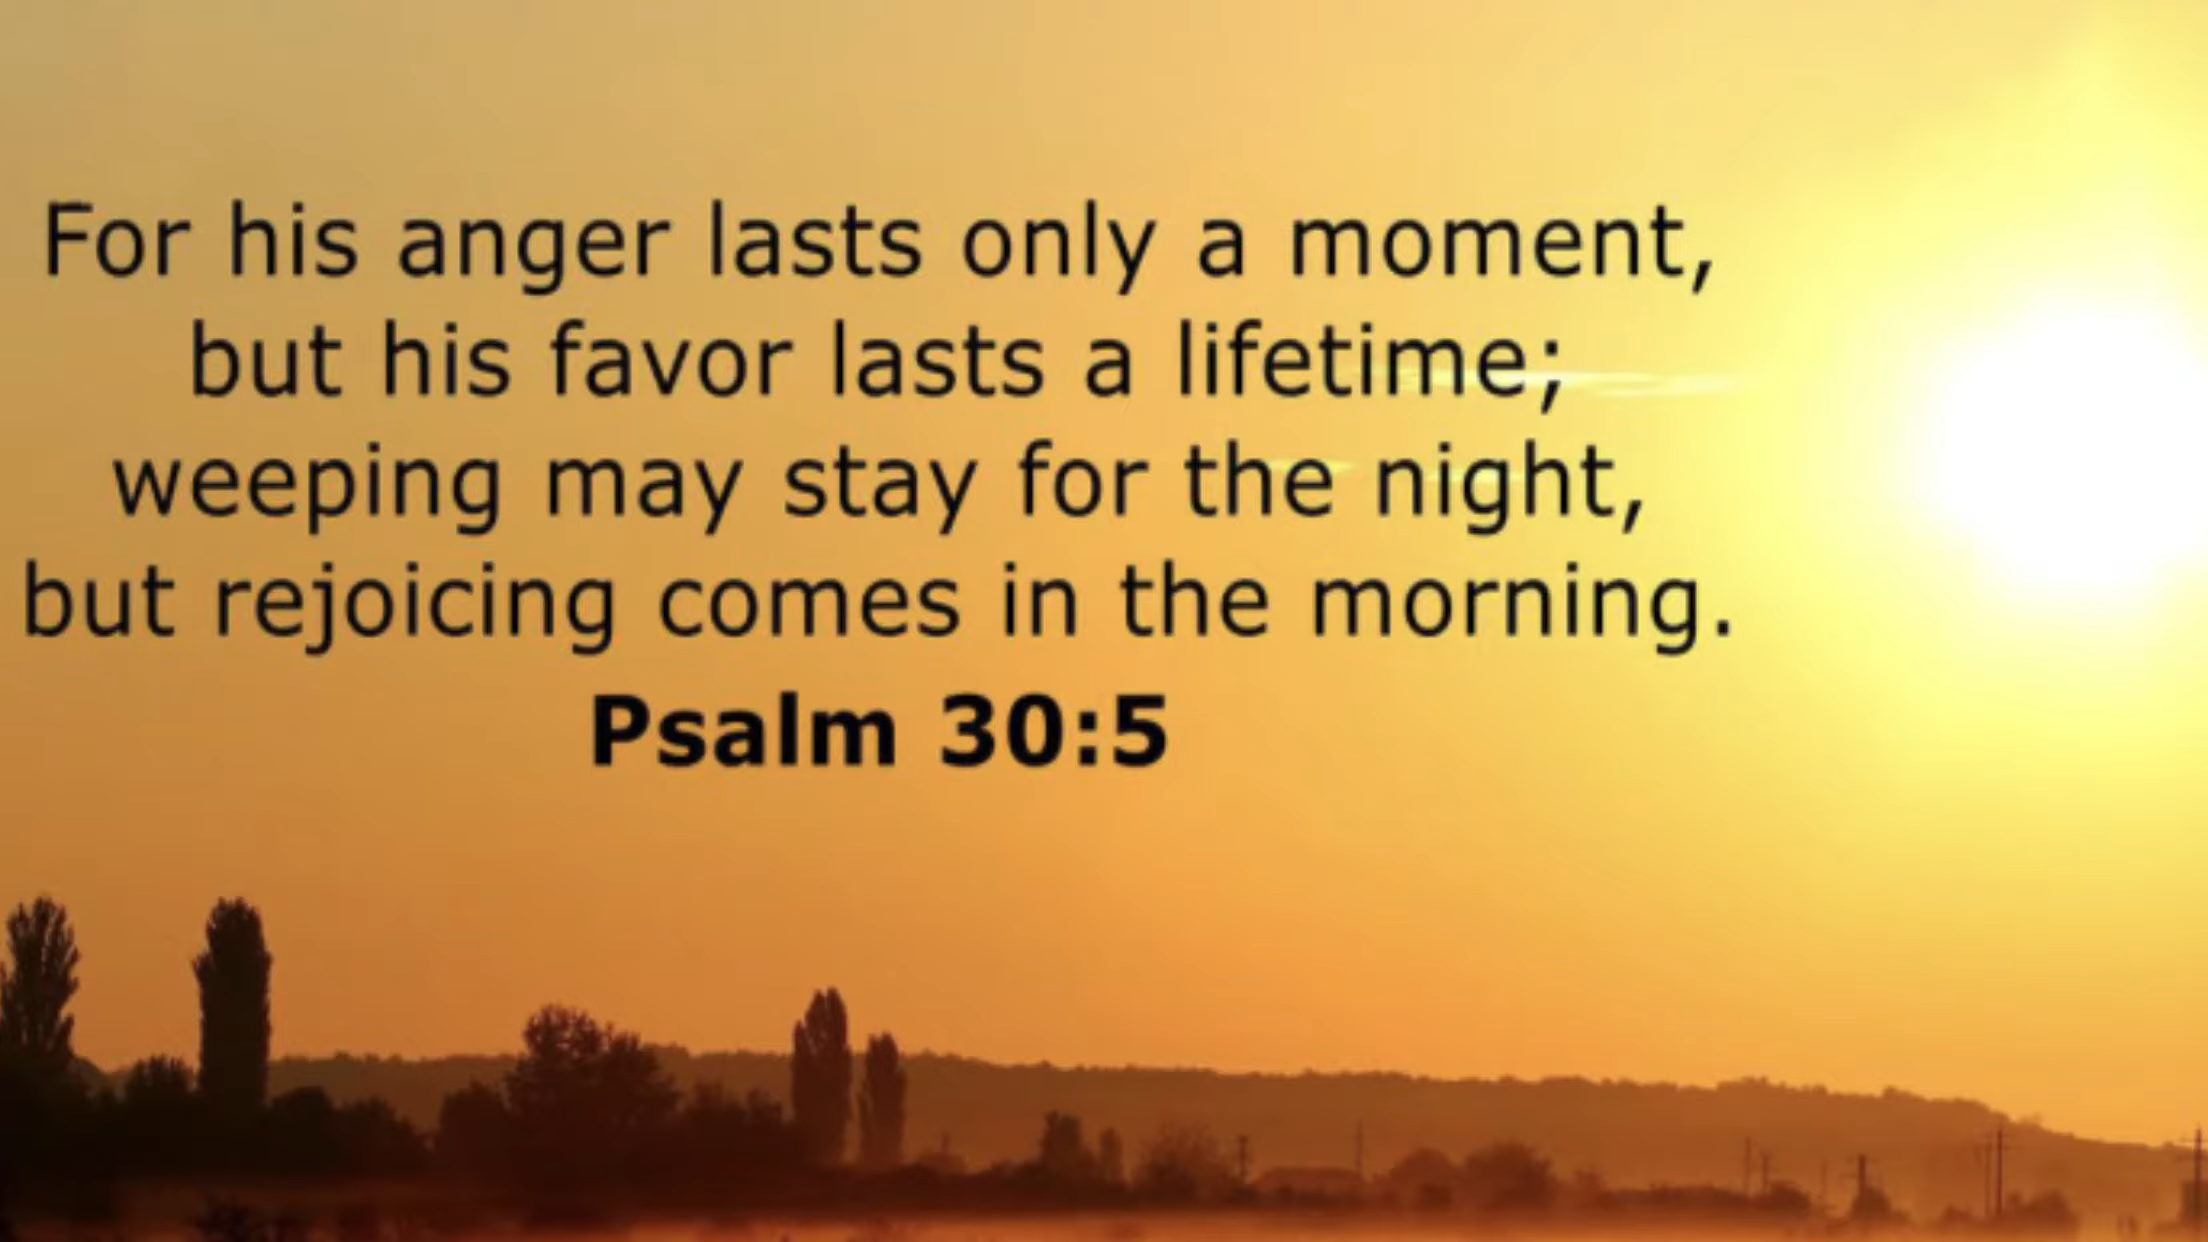 For his anger lasts only a moment,
but his favor lasts a lifetime;
weeping may stay for the night,
but rejoicing comes in the morning.
Psalm 30:5